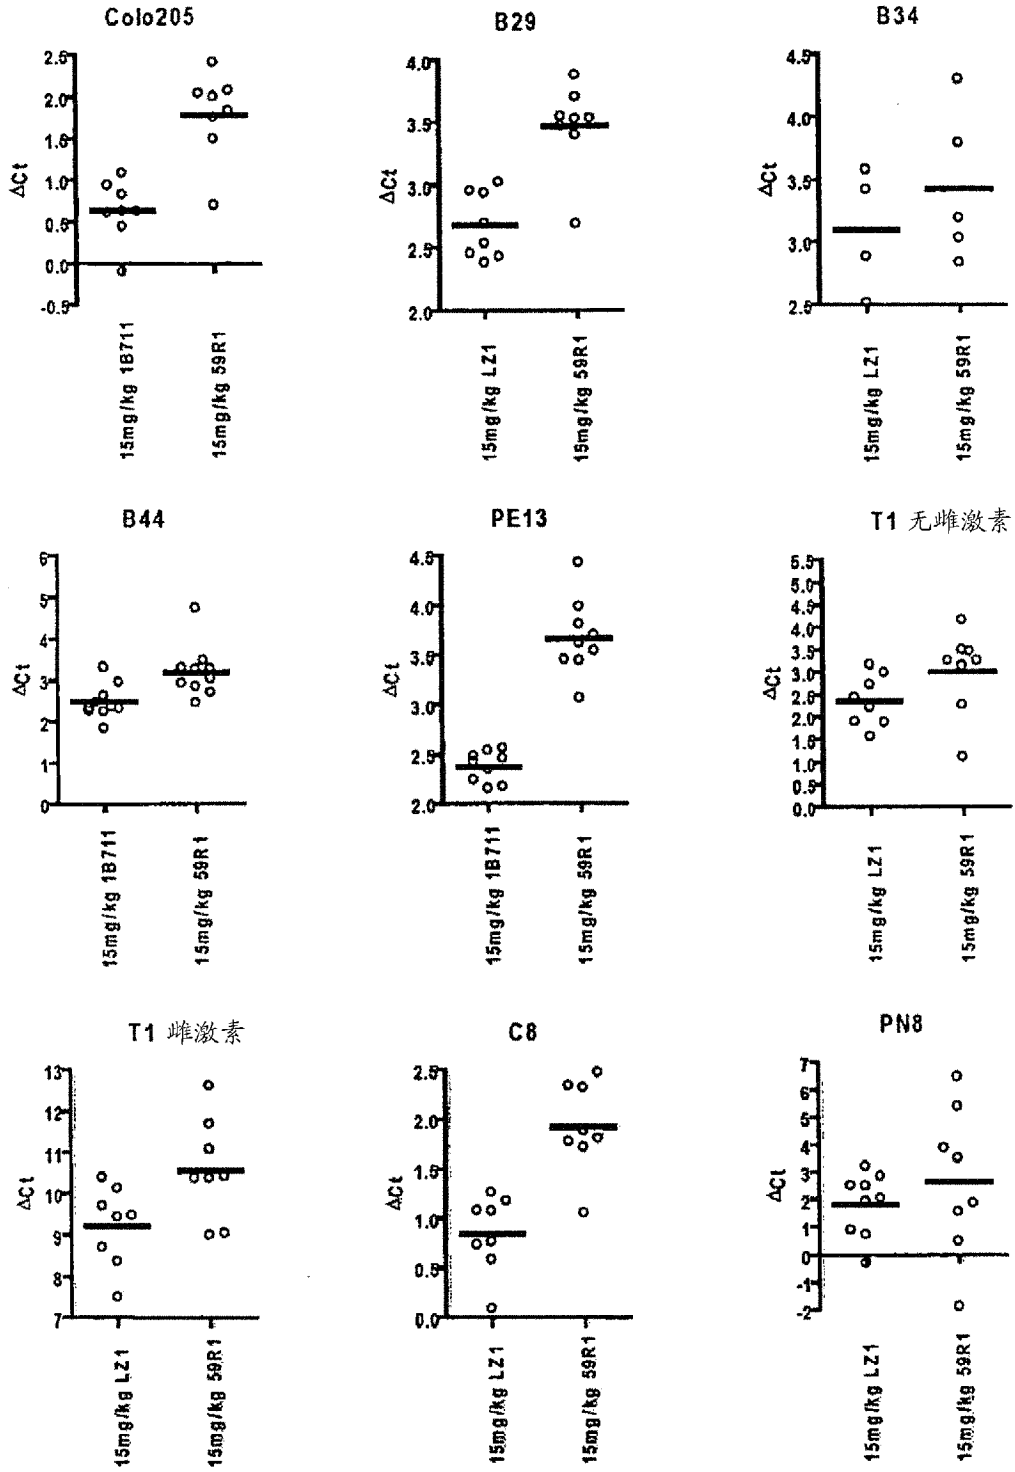 Colo205
2.5
2.0
1.5
1.0
0.5
0.0
-0.5
ΔCt
15mg/kg 1B711
15mg/kg 59R1
B29
4.0
3.5
3.0
2.5
2.0
ΔCt
15mg/kg LZ1
15mg/kg 59R1
B34
4.5
4.0
3.5
3.0
2.5
ΔCt
15mg/kg LZ1
15mg/kg 59R1
B44
6
5
4
3
2
1
0
ΔCt
15mg/kg 1B711
15mg/kg 59R1
PE13
4.5
4.0
3.5
3.0
2.5
2.0
ΔCt
15mg/kg 1B711
15mg/kg 59R1
T1 无雌激素
5.5
5.0
4.5
4.0
3.5
3.0
2.5
2.0
1.5
1.0
0.5
0.0
ΔCt
15mg/kg LZ1
15mg/kg 59R1
T1 雌激素
13
12
11
10
9
8
7
ΔCt
15mg/kg LZ1
15mg/kg 59R1
C8
2.5
2.0
1.5
1.0
0.5
0.0
ΔCt
15mg/kg LZ1
15mg/kg 59R1
PN8
7
6
5
4
3
2
1
0
-1
-2
ΔCt
15mg/kg LZ1
15mg/kg 59R1